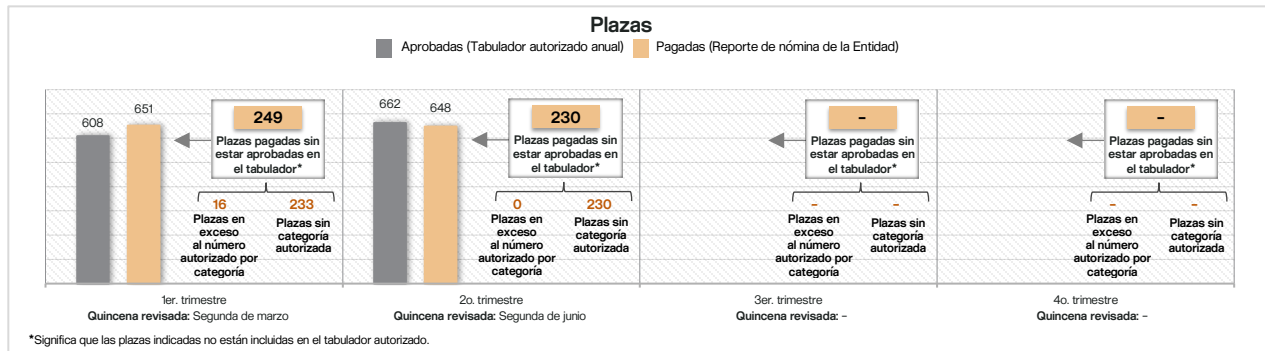 Plazas
Aprobadas (Tabulador autorizado anual) Pagadas (Reporte de nómina de la Entidad)
608
651
249
Plazas pagadas sin
estar aprobadas en
el tabulador*
16
Plazas en
exceso
al número
autorizado por
categoría
233
Plazas sin
categoría
autorizada
662
648
230
Plazas pagadas sin
estar aprobadas en
el tabulador*
0
Plazas en
exceso
al número
autorizado por
categoría
230
Plazas sin
categoría
autorizada
-
Plazas pagadas sin
estar aprobadas en
el tabulador*
-
Plazas en
exceso
al número
autorizado por
categoría
-
Plazas sin
categoría
autorizada
-
Plazas pagadas sin
estar aprobadas en
el tabulador*
-
Plazas en
exceso
al número
autorizado por
categoría
-
Plazas sin
categoría
autorizada
1er. trimestre
Quincena revisada: Segunda de marzo
2o. trimestre
Quincena revisada: Segunda de junio
3er. trimestre
Quincena revisada: -
4o. trimestre
Quincena revisada: -
*Significa que las plazas indicadas no están incluidas en el tabulador autorizado.